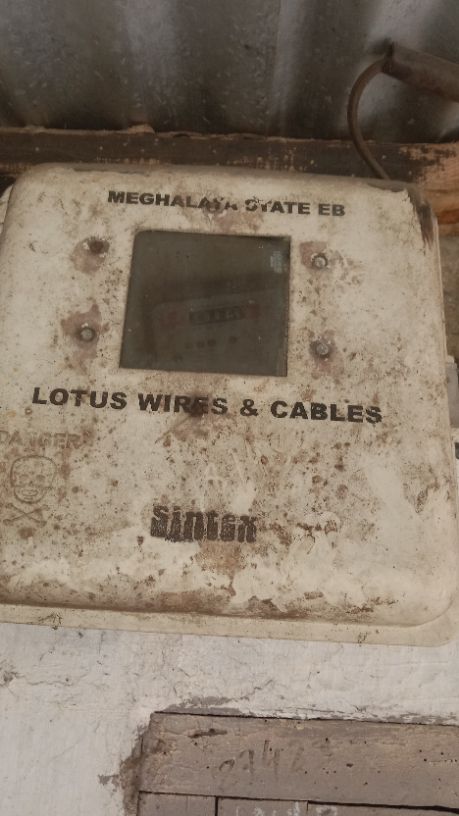 MEGHALAYA STATE EB
LOTUS WIRES & CABLES
DANGER
Sintex